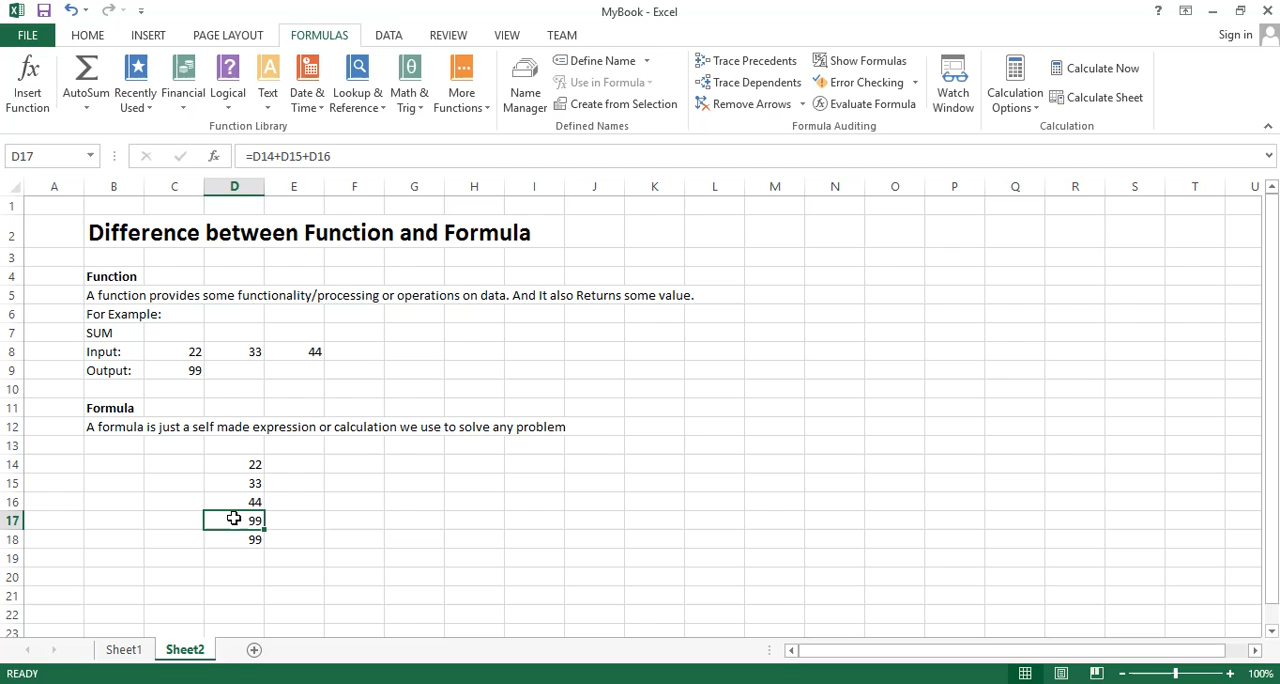 MyBook - Excel
?
FILE HOME INSERT PAGE LAYOUT FORMULAS DATA REVIEW VIEW TEAM Sign in
fx Insert Function
Σ AutoSum
Recently Used
Financial
Logical
A Text
Date & Time
Lookup & Reference
θ Math & Trig
More Functions
Function Library
Name Manager
Define Name
Use in Formula
Create from Selection
Defined Names
Trace Precedents
Trace Dependents
Remove Arrows
Show Formulas
Error Checking
Evaluate Formula
Formula Auditing
Watch Window
Calculation Options
Calculate Now
Calculate Sheet
Calculation
D17 fx =D14+D15+D16
A B C D E F G H I J K L M N O P Q R S T U
1
2 Difference between Function and Formula
3
4 Function
5 A function provides some functionality/processing or operations on data. And It also Returns some value.
6 For Example:
7 SUM
8 Input: 22 33 44
9 Output: 99
10
11 Formula
12 A formula is just a self made expression or calculation we use to solve any problem
13
14 22
15 33
16 44
17 99
18 99
19
20
21
22
23
Sheet1 Sheet2
READY 100%